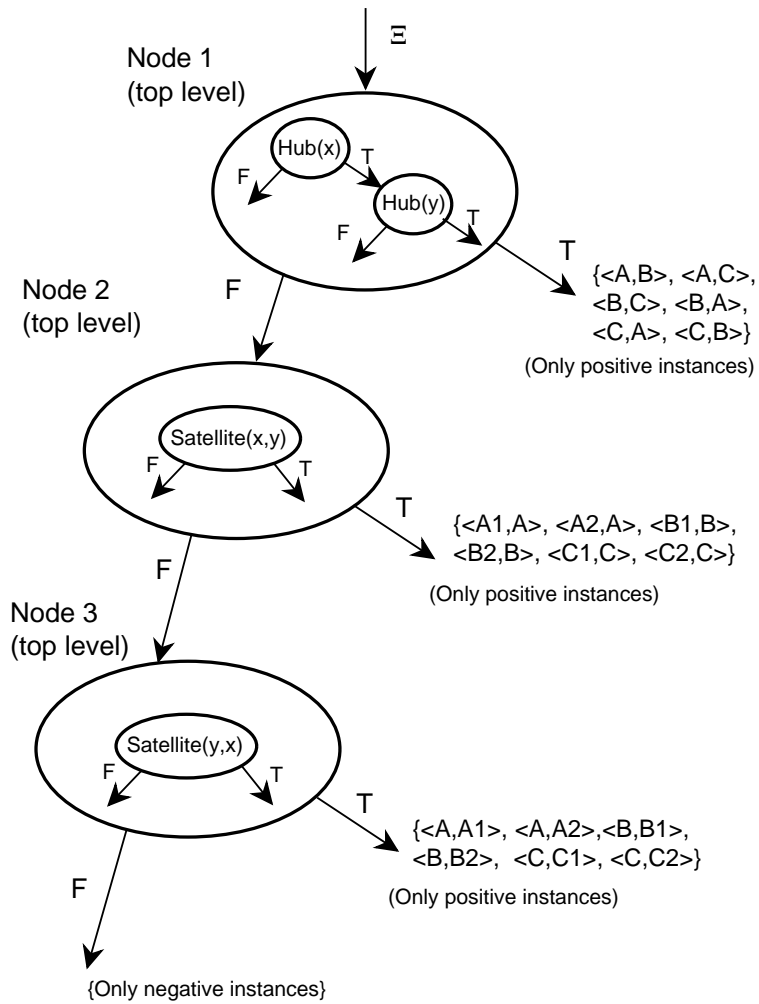 Ξ
Node 1
(top level)
Hub(x)
T
F
Hub(y)
T
F
T
{<A,B>, <A,C>,
<B,C>, <B,A>,
<C,A>, <C,B>}
(Only positive instances)
F
Node 2
(top level)
Satellite(x,y)
F
T
T
{<A1,A>, <A2,A>, <B1,B>,
<B2,B>, <C1,C>, <C2,C>}
(Only positive instances)
F
Node 3
(top level)
Satellite(y,x)
F
T
T
{<A,A1>, <A,A2>,<B,B1>,
<B,B2>, <C,C1>, <C,C2>}
(Only positive instances)
F
{Only negative instances}